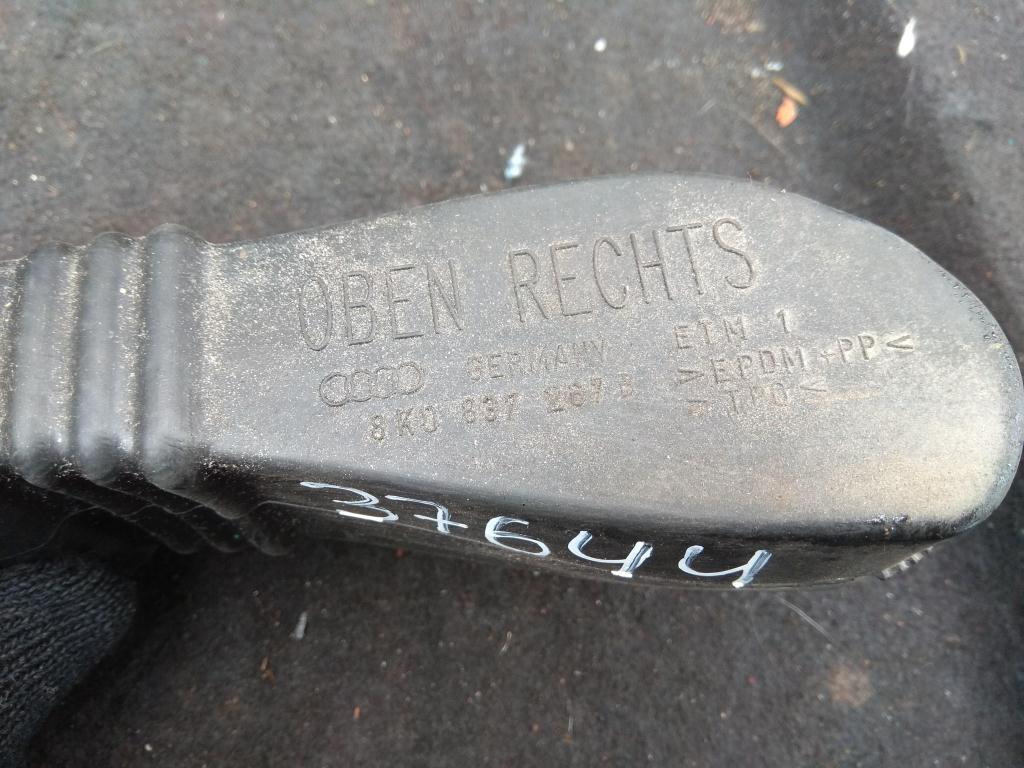 OBEN RECHTS
GERMANY
8K0 837 267 B
ETM 1
>EPDM+PP<
37644